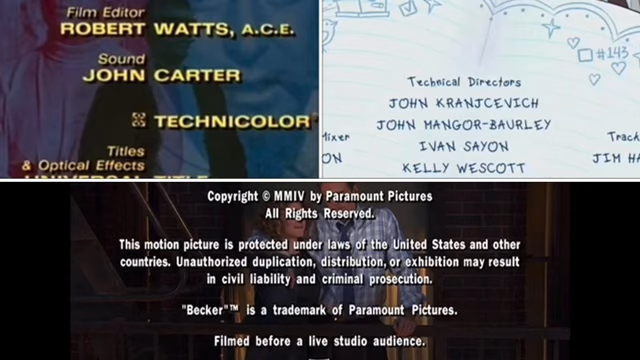 Film Editor
ROBERT WATTS, A.C.E.
Sound
JOHN CARTER
TECHNICOLOR®
Titles
& Optical Effects
UNIVERSAL TITLE
#143
Technical Directors
JOHN KRANJCEVICH
JOHN MANGOR-BAURLEY
IVAN SAYON
KELLY WESCOTT
Track
JIM
Copyright © MMIV by Paramount Pictures
All Rights Reserved.
This motion picture is protected under laws of the United States and other
countries. Unauthorized duplication, distribution, or exhibition may result
in civil liability and criminal prosecution.
"Becker"™ is a trademark of Paramount Pictures.
Filmed before a live studio audience.